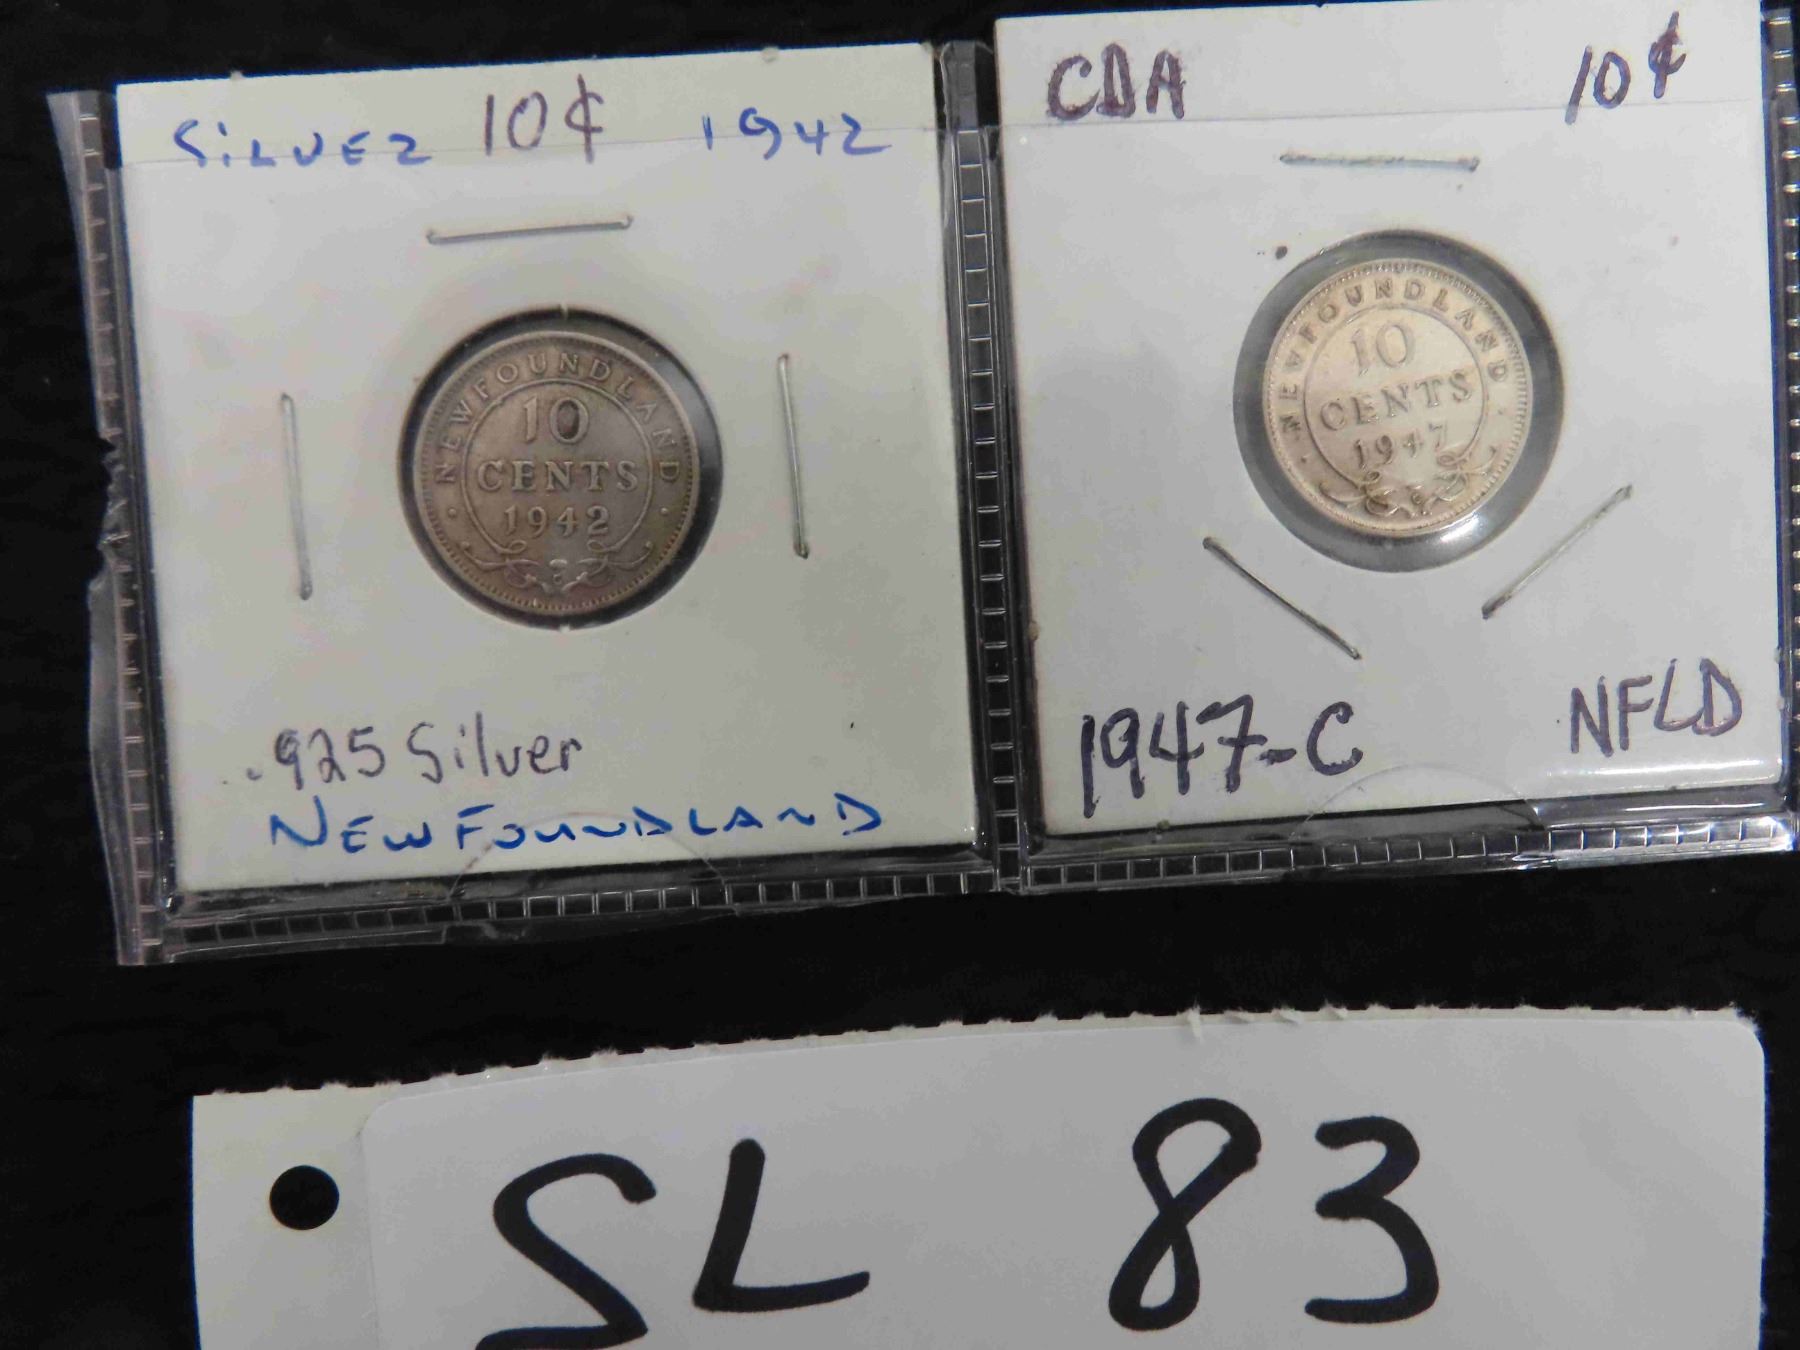 SILVER 10¢ 1942
NEWFOUNDLAND
10
CENTS
1942
.925 Silver
NEWFOUNDLAND
CDA 10¢
NEWFOUNDLAND
10
CENTS
1947
C
1947-C NFLD
SL 83